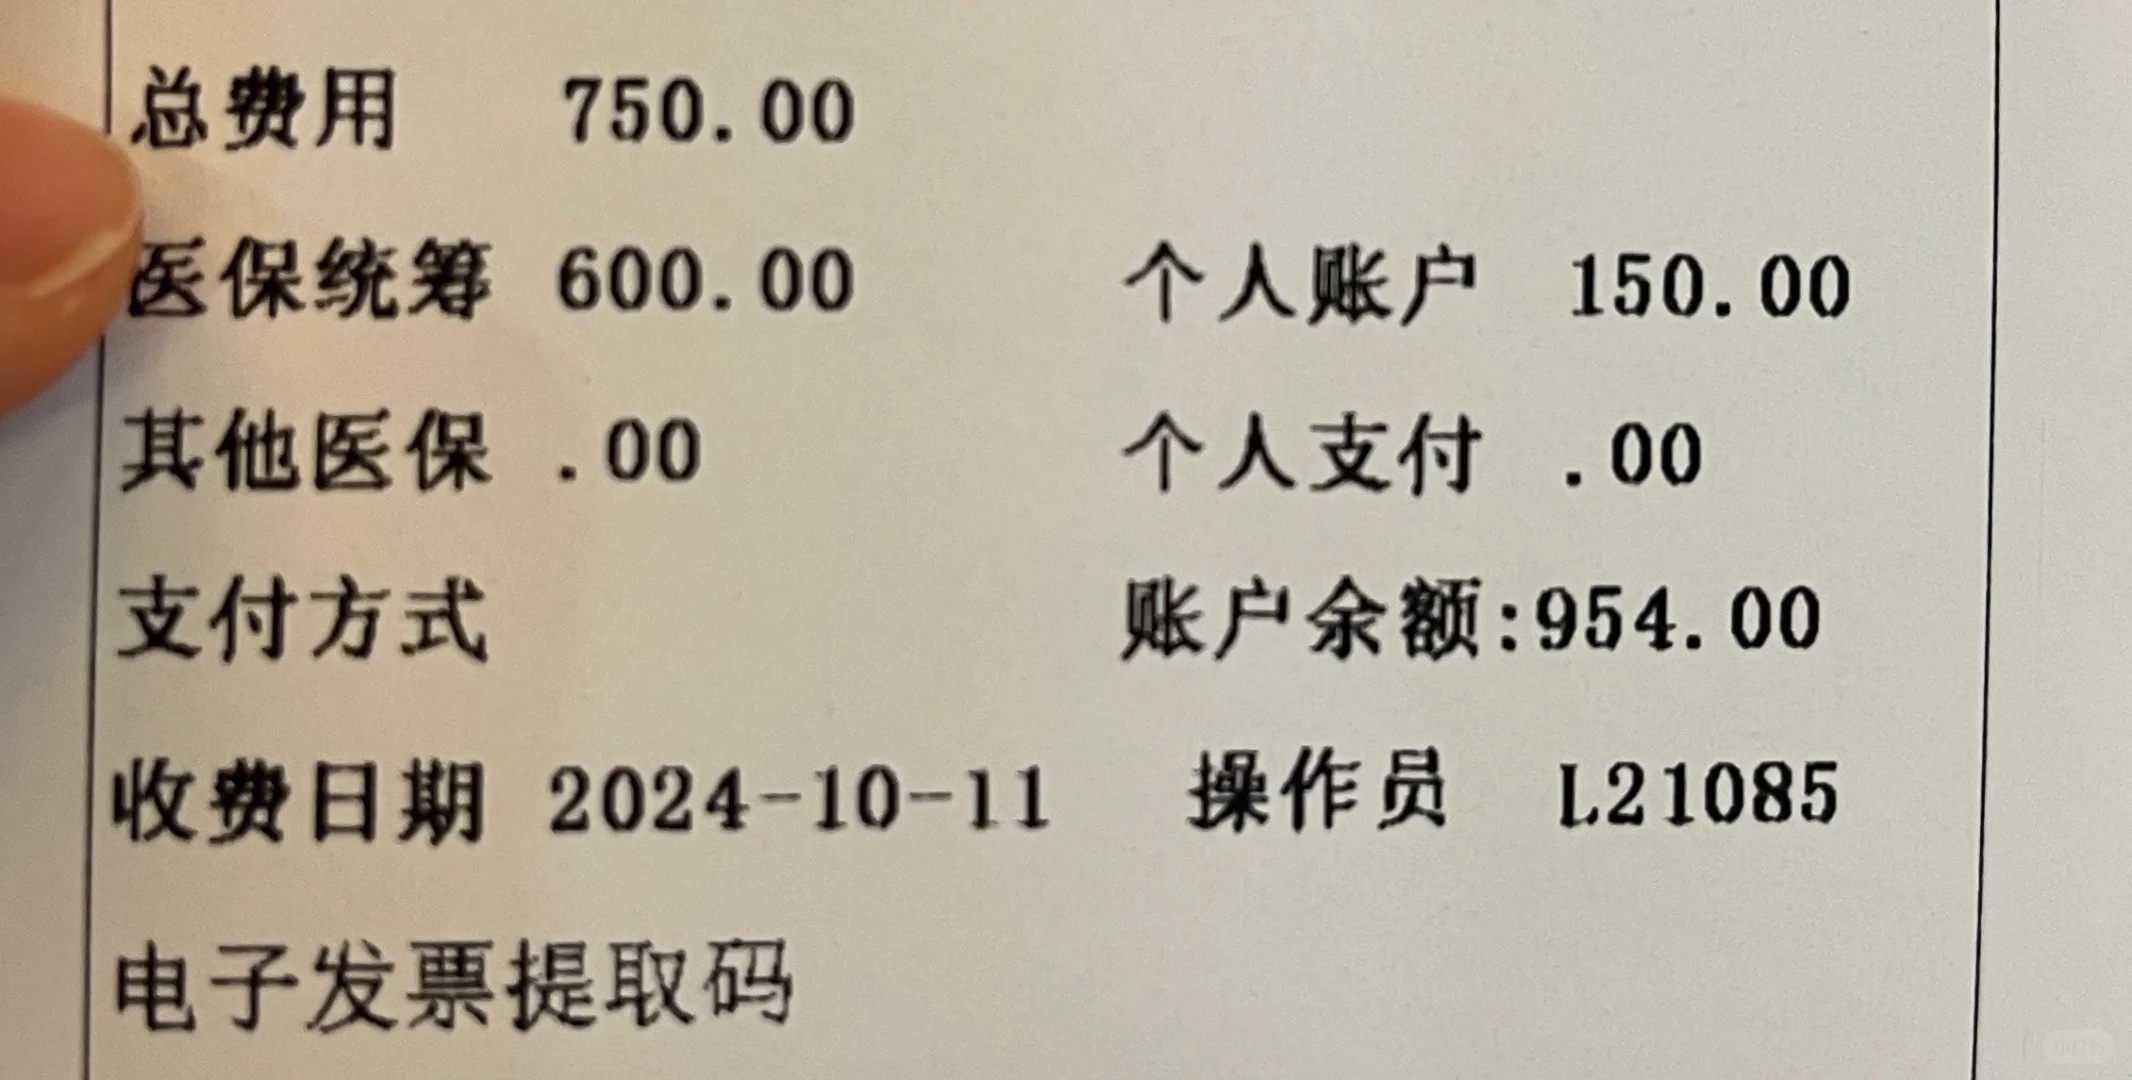 总费用 750.00
医保统筹 600.00 个人账户 150.00
其他医保 .00 个人支付 .00
支付方式 账户余额:954.00
收费日期 2024-10-11 操作员 L21085
电子发票提取码